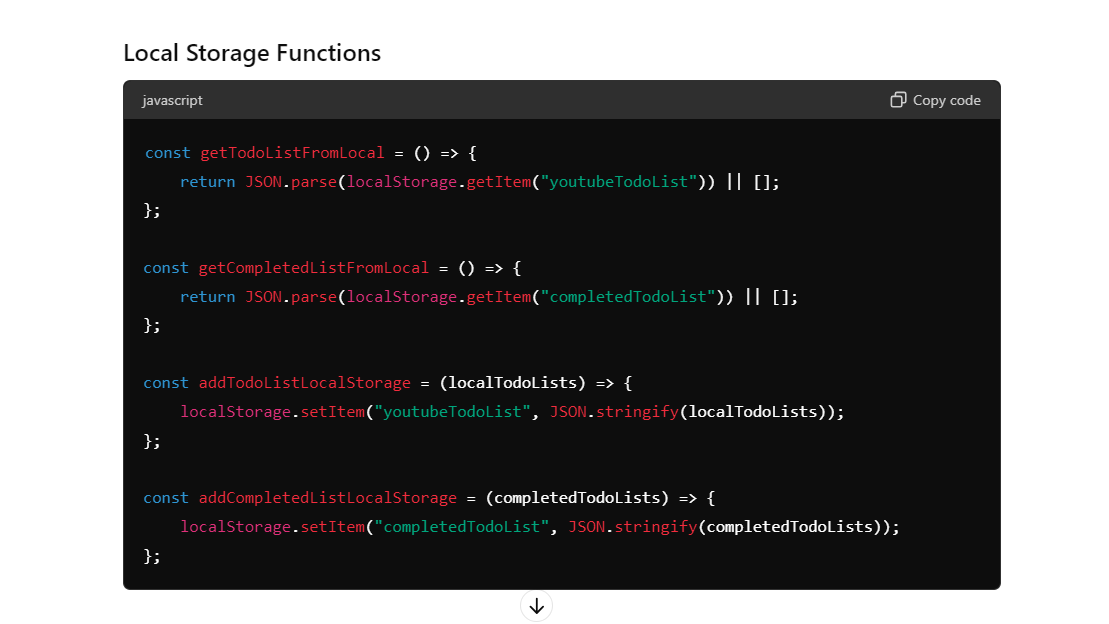 Local Storage Functions
javascript
Copy code
const getTodoListFromLocal = () => {
    return JSON.parse(localStorage.getItem("youtubeTodoList")) || [];
};
const getCompletedListFromLocal = () => {
    return JSON.parse(localStorage.getItem("completedTodoList")) || [];
};
const addTodoListLocalStorage = (localTodoLists) => {
    localStorage.setItem("youtubeTodoList", JSON.stringify(localTodoLists));
};
const addCompletedListLocalStorage = (completedTodoLists) => {
    localStorage.setItem("completedTodoList", JSON.stringify(completedTodoLists));
};